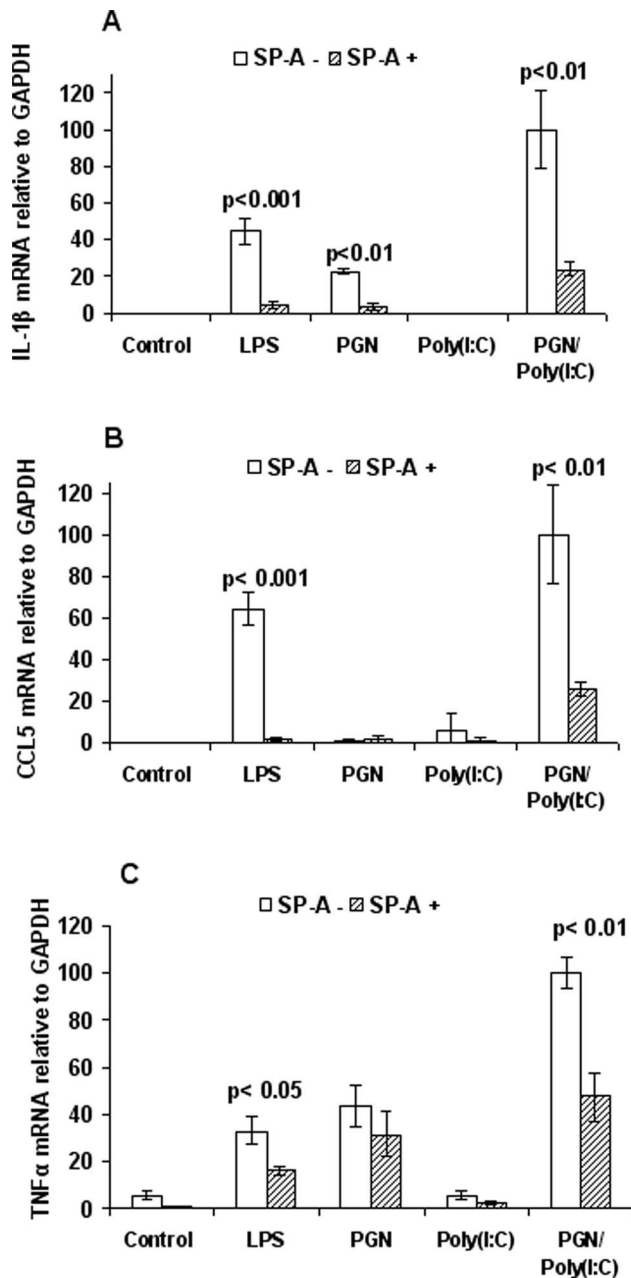 A
SP-A - SP-A +
IL-1β mRNA relative to GAPDH
120
100
80
60
40
20
0
p<0.001
p<0.01
p<0.01
Control LPS PGN Poly(I:C) PGN/
Poly(I:C)
B
SP-A - SP-A +
CCL5 mRNA relative to GAPDH
120
100
80
60
40
20
0
p< 0.001
p< 0.01
Control LPS PGN Poly(I:C) PGN/
Poly(I:C)
C
SP-A - SP-A +
TNFα mRNA relative to GAPDH
120
100
80
60
40
20
0
p< 0.05
p< 0.01
Control LPS PGN Poly(I:C) PGN/
Poly(I:C)